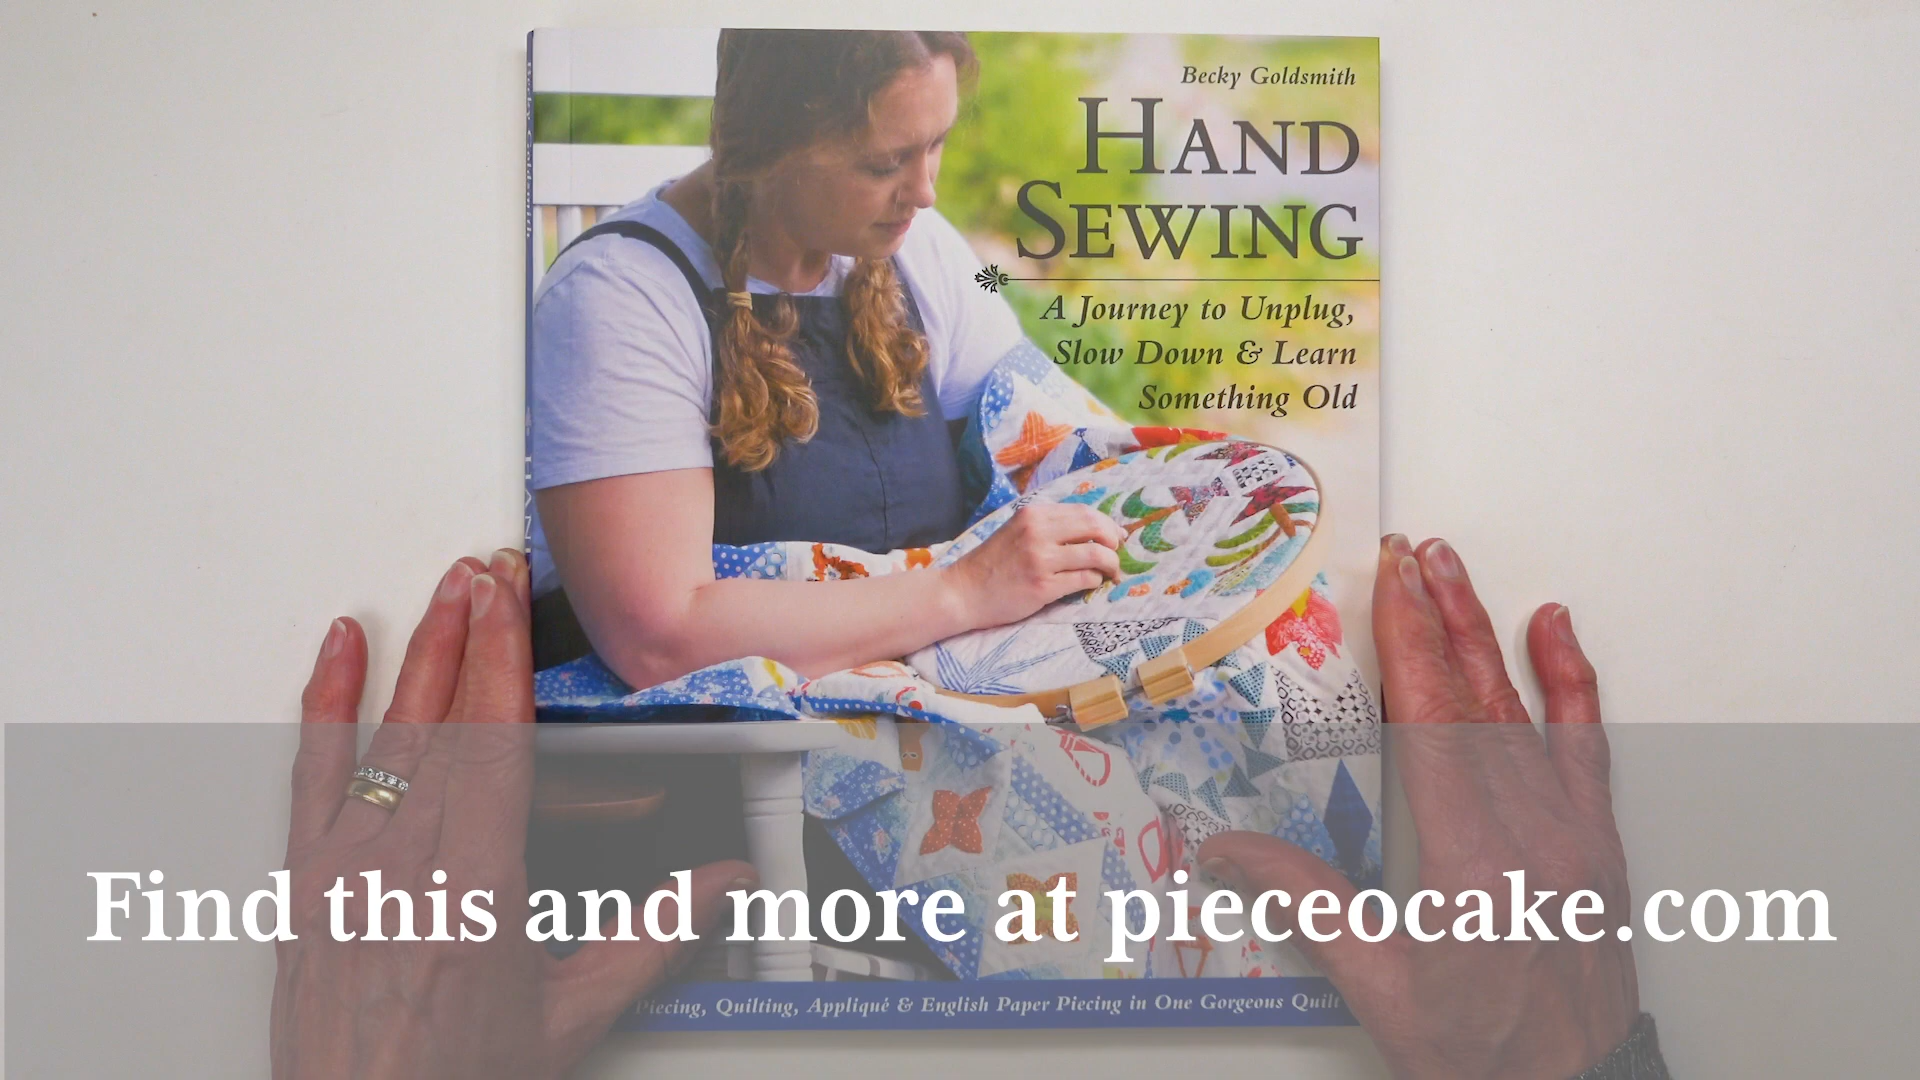 Becky Goldsmith
HAND
SEWING
A Journey to Unplug,
Slow Down & Learn
Something Old
Find this and more at pieceocake.com
Piecing, Quilting, Appliqué & English Paper Piecing in One Gorgeous Quilt